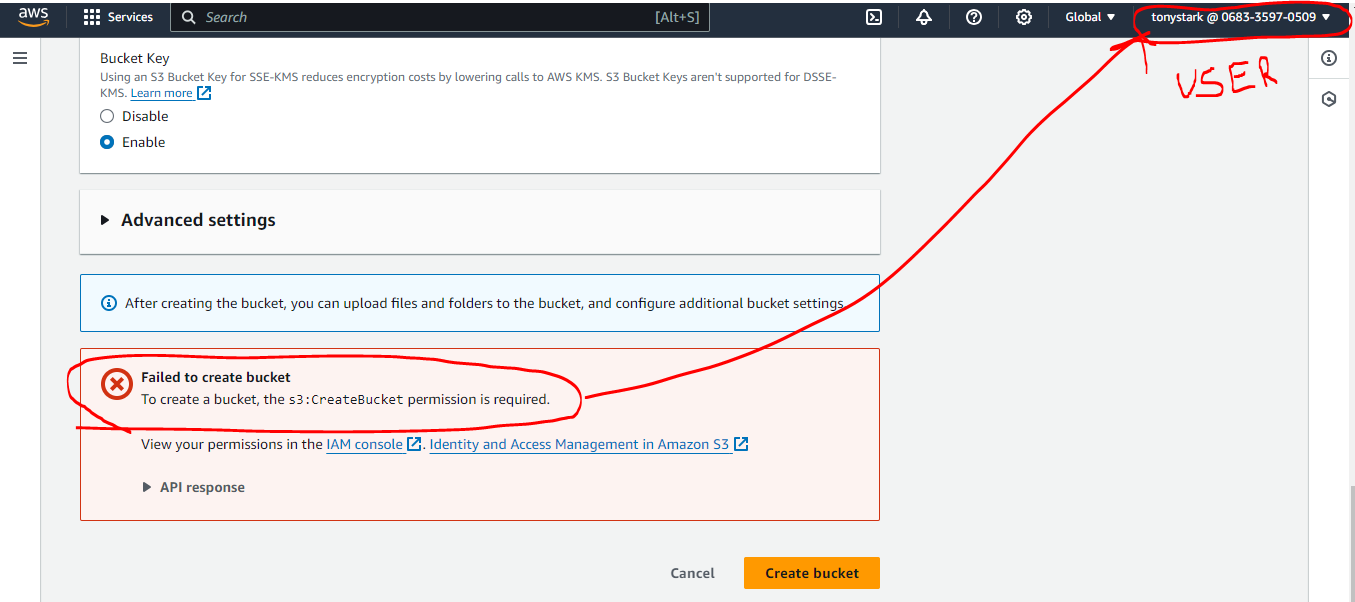 aws
Services
Search
[Alt+S]
Global
tonystark @ 0683-3597-0509
USER
Bucket Key
Using an S3 Bucket Key for SSE-KMS reduces encryption costs by lowering calls to AWS KMS. S3 Bucket Keys aren't supported for DSSE-
KMS. Learn more
Disable
Enable
Advanced settings
After creating the bucket, you can upload files and folders to the bucket, and configure additional bucket settings.
Failed to create bucket
To create a bucket, the s3:CreateBucket permission is required.
View your permissions in the IAM console . Identity and Access Management in Amazon S3
API response
Cancel
Create bucket